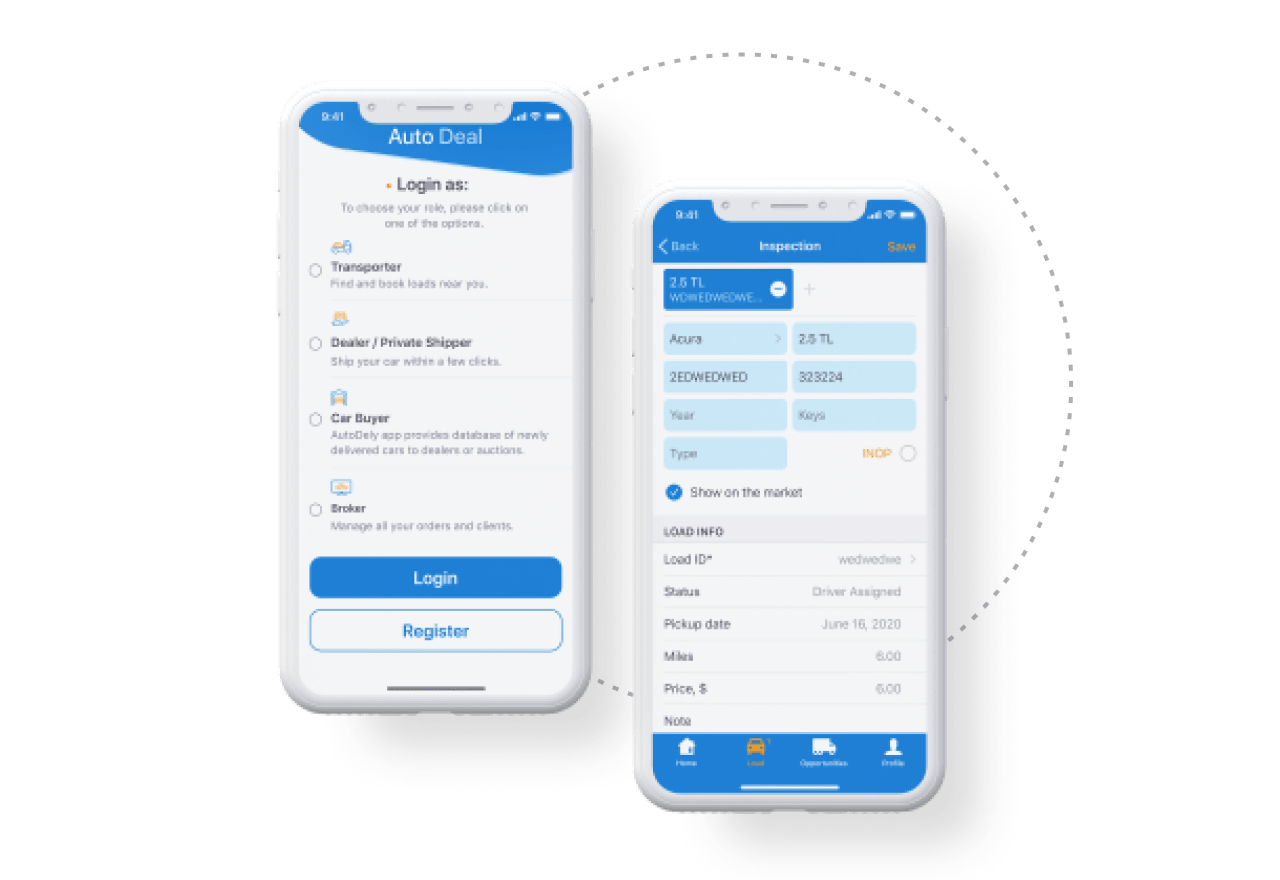 9:41
Auto Deal
Login as:
To choose your role, please click on
one of the options.
Transporter
Find and book loads near you.
Dealer / Private Shipper
Ship your car within a few clicks.
Car Buyer
AutoDely app provides database of newly
delivered cars to dealers or auctions.
Broker
Manage all your orders and clients.
Login
Register
9:41
Back Inspection Save
2.5 TL
WDWEDWEDWE...
Acura 2.5 TL
2EDWEDWED 323224
Year Keys
Type INOP
Show on the market
LOAD INFO
Load ID* wedwedwe
Status Driver Assigned
Pickup date June 16, 2020
Miles 6.00
Price, $ 6.00
Note
Home Load Opportunities Profile